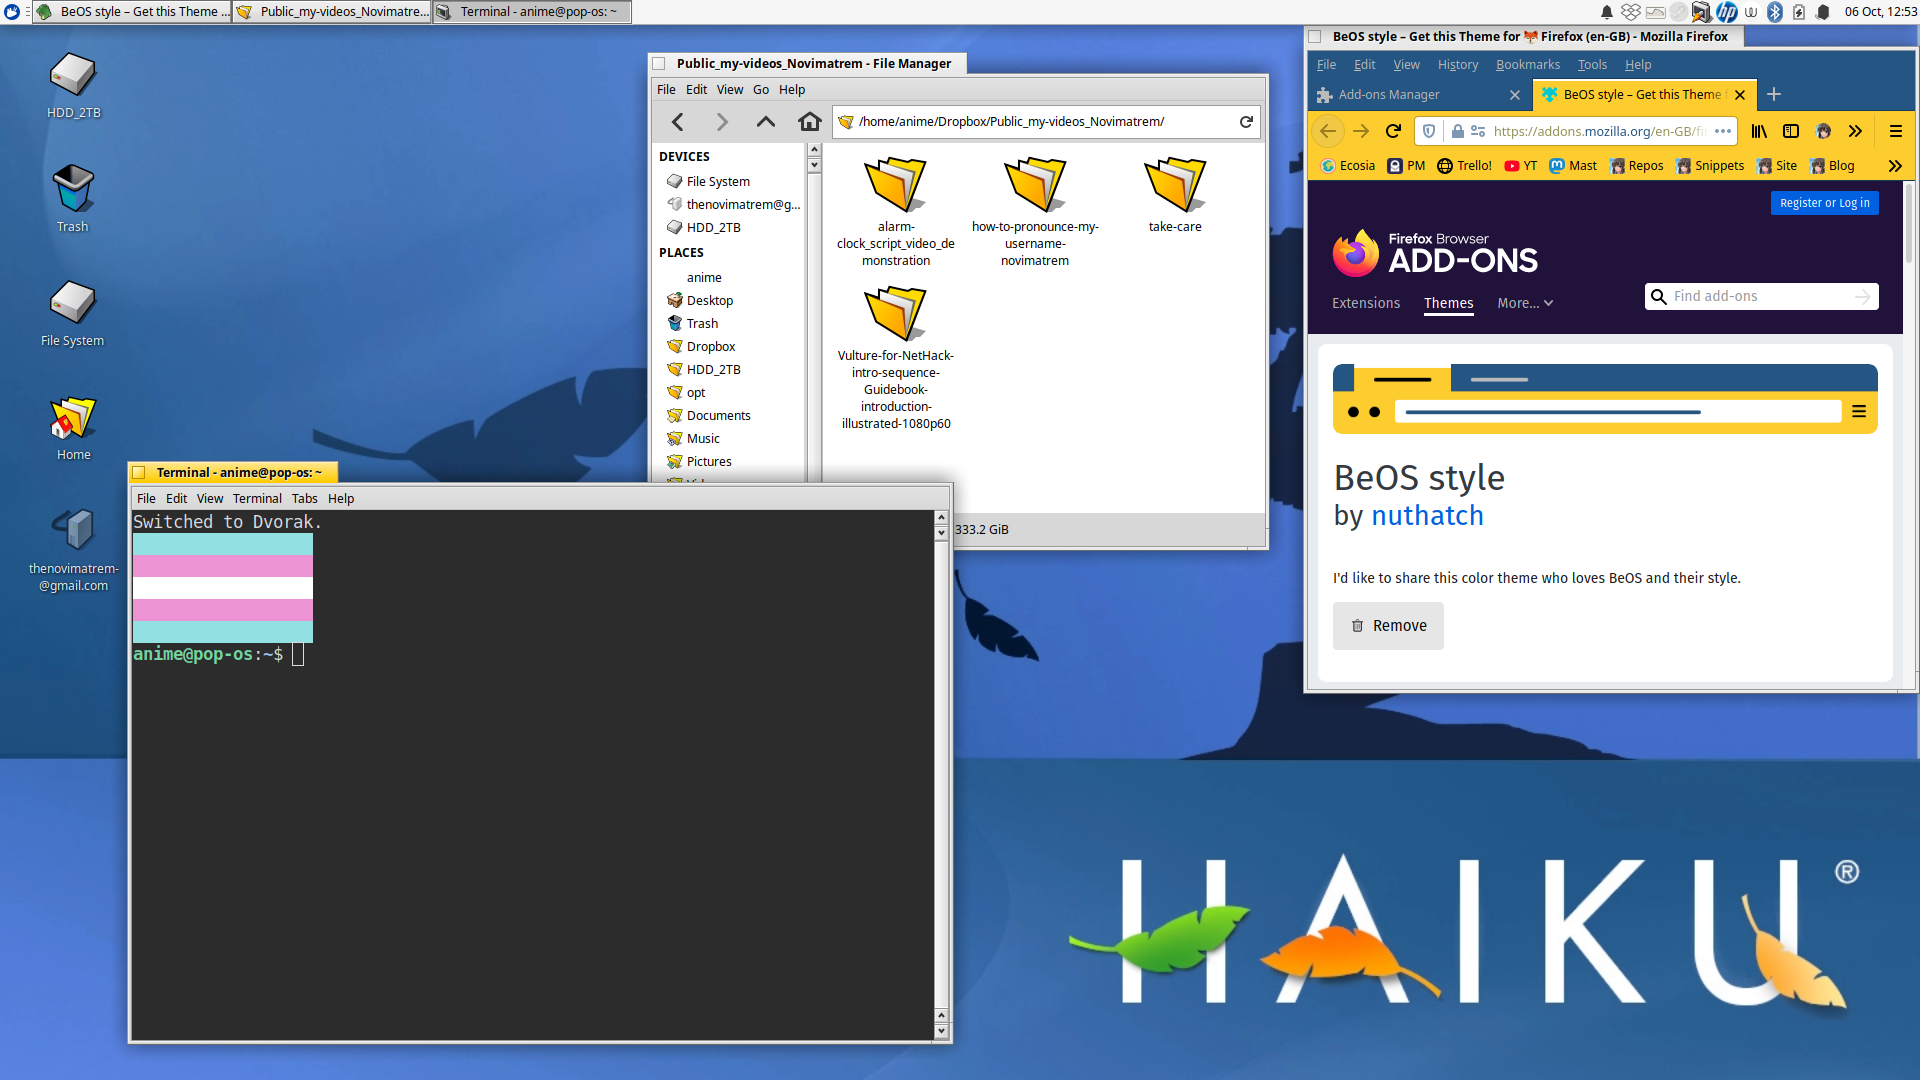 BeOS style – Get this Theme ...
Public_my-videos_Novimatre...
Terminal - anime@pop-os: ~
06 Oct, 12:53
HDD_2TB
Trash
File System
Home
thenovimatrem-
@gmail.com
Public_my-videos_Novimatrem - File Manager
File Edit View Go Help
/home/anime/Dropbox/Public_my-videos_Novimatrem/
DEVICES
File System
thenovimatrem@g...
HDD_2TB
PLACES
anime
Desktop
Trash
Dropbox
HDD_2TB
opt
Documents
Music
Pictures
alarm-
clock_script_video_de
monstration
how-to-pronounce-my-
username-
novimatrem
take-care
Vulture-for-NetHack-
intro-sequence-
Guidebook-
introduction-
illustrated-1080p60
333.2 GiB
Terminal - anime@pop-os: ~
File Edit View Terminal Tabs Help
Switched to Dvorak.
anime@pop-os:~$
BeOS style – Get this Theme for 🦊 Firefox (en-GB) - Mozilla Firefox
File Edit View History Bookmarks Tools Help
Add-ons Manager
BeOS style – Get this Theme f
https://addons.mozilla.org/en-GB/fi
Ecosia PM Trello! YT Mast Repos Snippets Site Blog
Register or Log in
Firefox Browser
ADD-ONS
Extensions Themes More...
Find add-ons
BeOS style
by nuthatch
I'd like to share this color theme who loves BeOS and their style.
Remove
HAIKU®